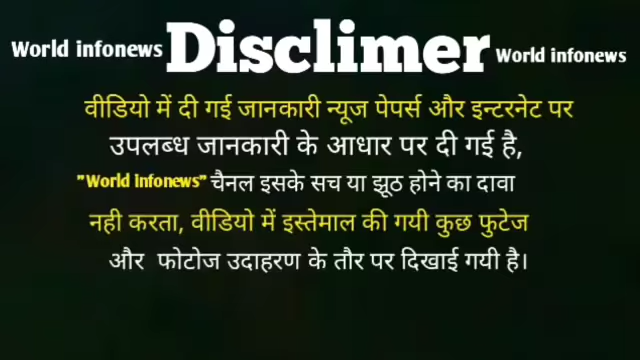 World infonews Disclimer World infonews
वीडियो में दी गई जानकारी न्यूज पेपर्स और इन्टरनेट पर
उपलब्ध जानकारी के आधार पर दी गई है,
"World infonews" चैनल इसके सच या झूठ होने का दावा
नही करता, वीडियो में इस्तेमाल की गयी कुछ फुटेज
और फोटोज उदाहरण के तौर पर दिखाई गयी है।